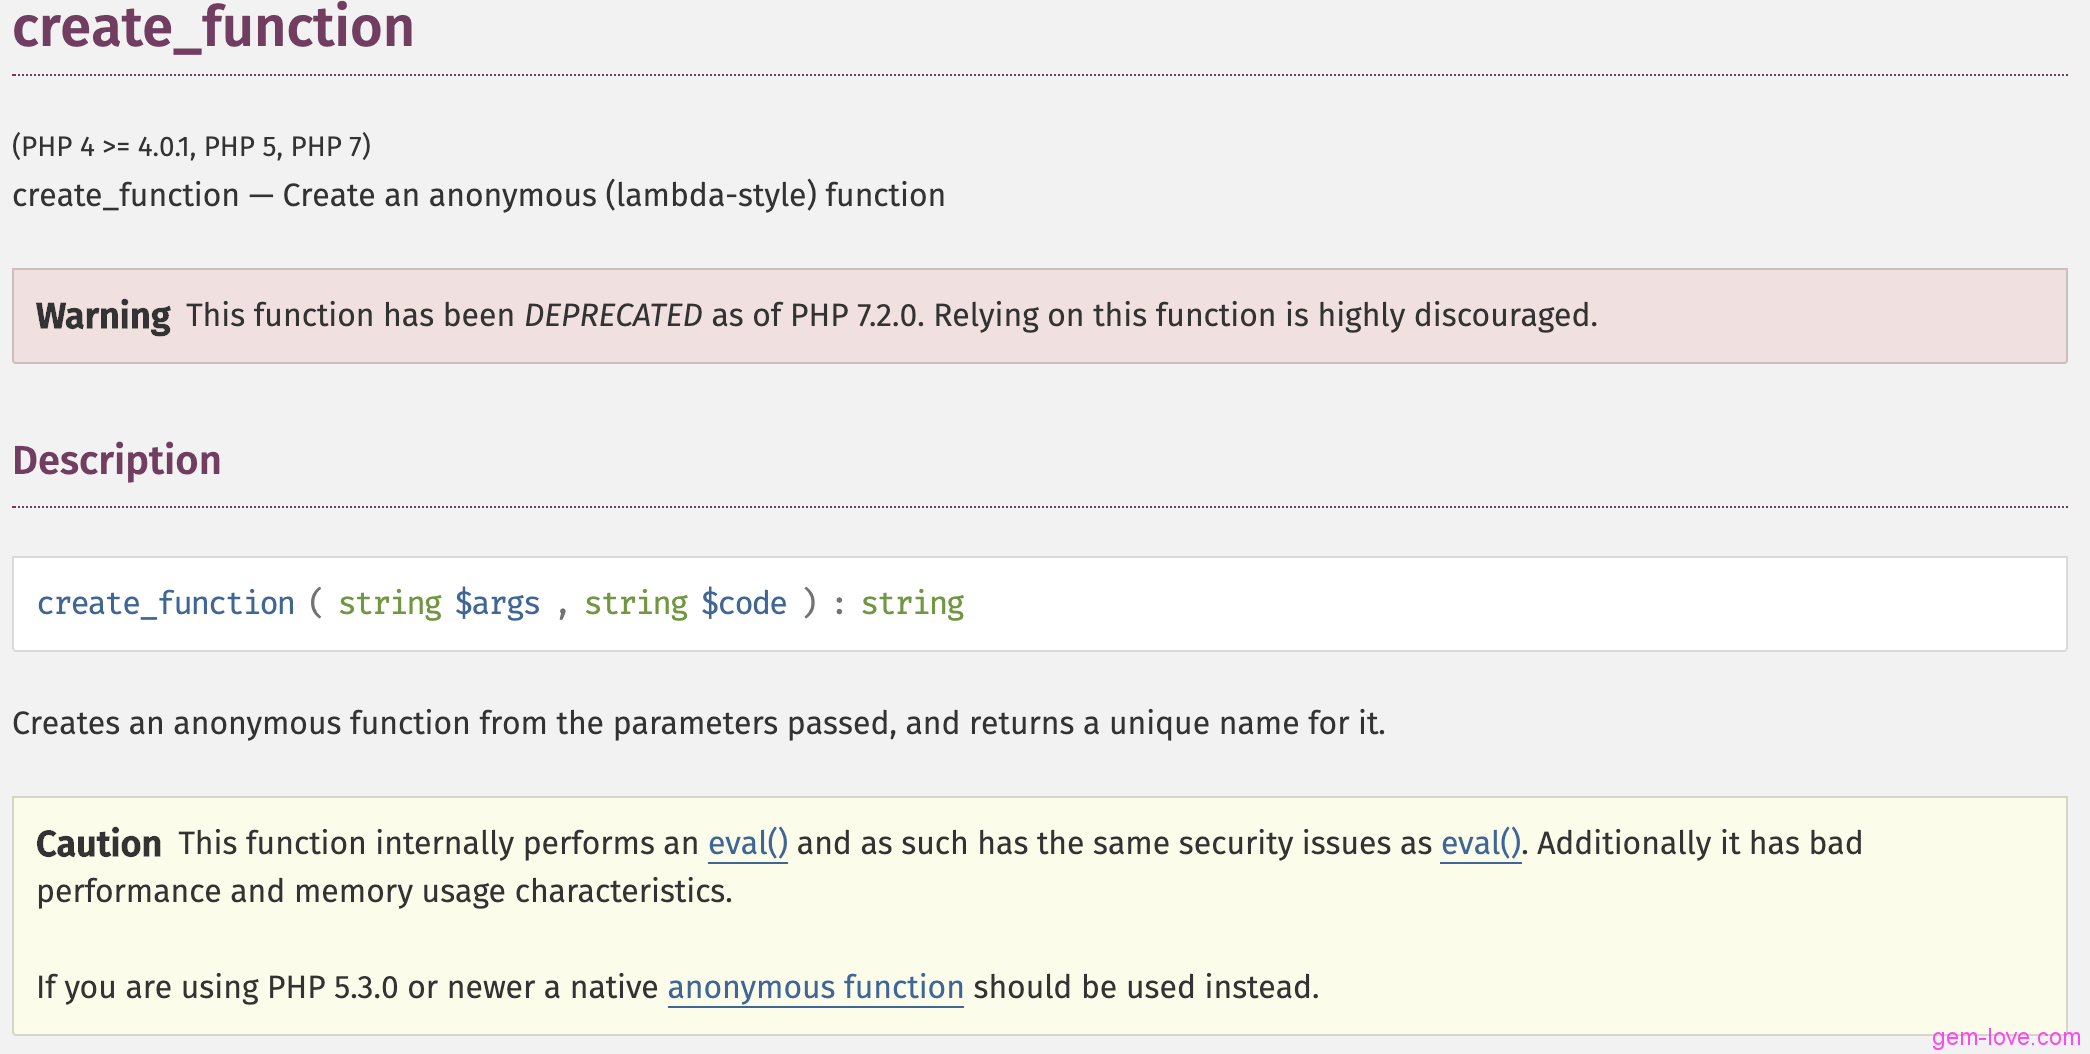 create_function
(PHP 4 >= 4.0.1, PHP 5, PHP 7)
create_function — Create an anonymous (lambda-style) function
Warning This function has been DEPRECATED as of PHP 7.2.0. Relying on this function is highly discouraged.
Description
create_function ( string $args , string $code ) : string
Creates an anonymous function from the parameters passed, and returns a unique name for it.
Caution This function internally performs an eval() and as such has the same security issues as eval(). Additionally it has bad
performance and memory usage characteristics.
If you are using PHP 5.3.0 or newer a native anonymous function should be used instead.
gem-love.com